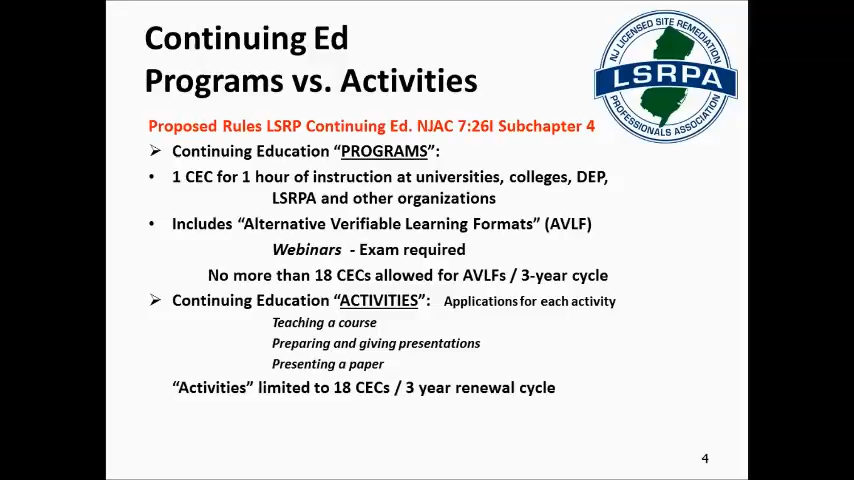 Continuing Ed
Programs vs. Activities
NJ LICENSED SITE REMEDIATION
LSRPA
PROFESSIONALS ASSOCIATION
Proposed Rules LSRP Continuing Ed. NJAC 7:26I Subchapter 4
➢ Continuing Education “PROGRAMS”:
• 1 CEC for 1 hour of instruction at universities, colleges, DEP,
LSRPA and other organizations
• Includes “Alternative Verifiable Learning Formats” (AVLF)
Webinars - Exam required
No more than 18 CECs allowed for AVLFs / 3-year cycle
➢ Continuing Education “ACTIVITIES”: Applications for each activity
Teaching a course
Preparing and giving presentations
Presenting a paper
“Activities” limited to 18 CECs / 3 year renewal cycle
4